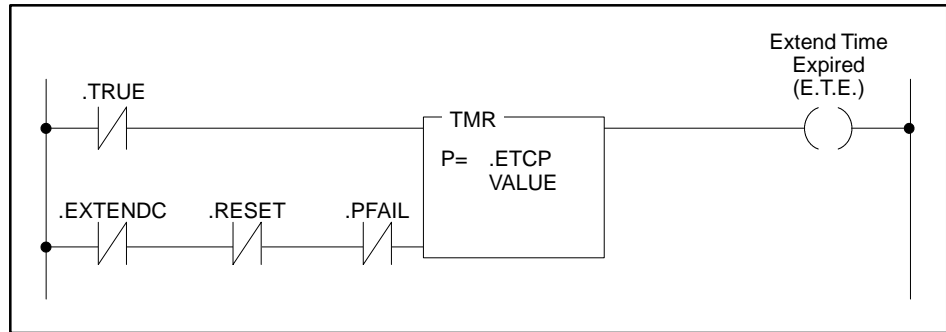 Extend Time
Expired
(E.T.E.)
.TRUE
TMR
P= .ETCP
VALUE
.EXTENDC .RESET .PFAIL